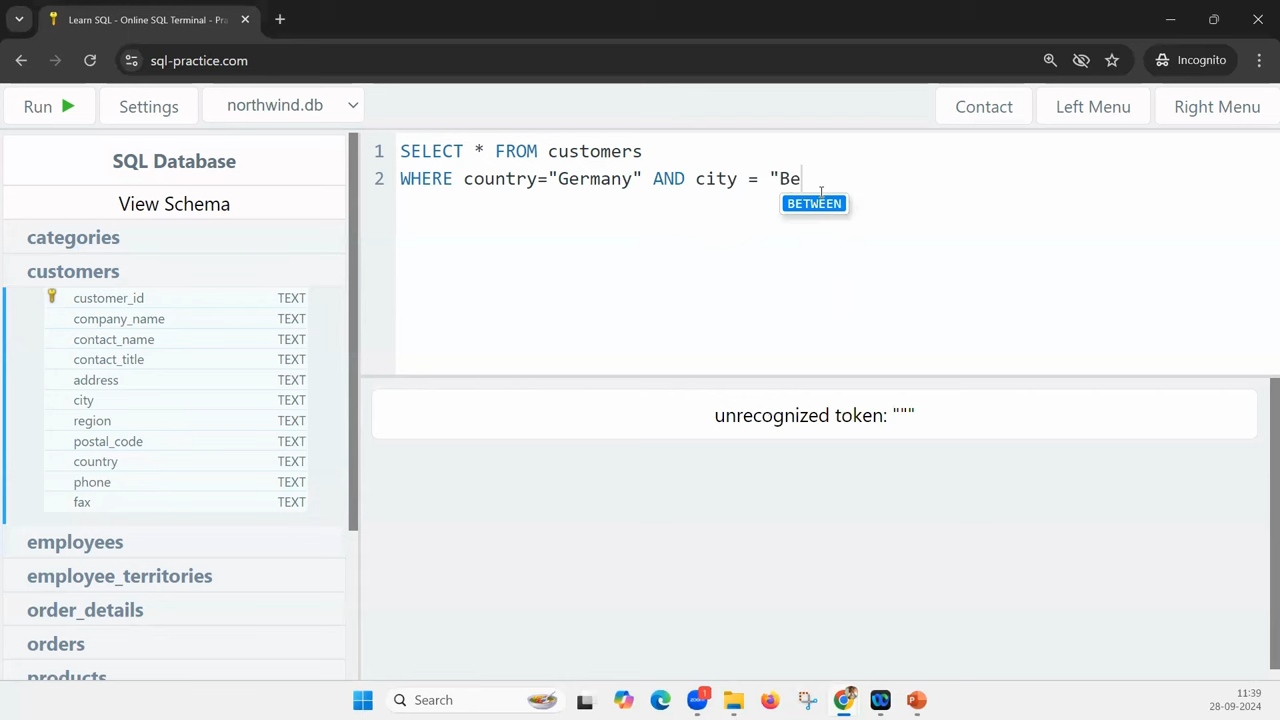 Learn SQL - Online SQL Terminal - Pra
sql-practice.com
Incognito
Run
Settings
northwind.db
Contact
Left Menu
Right Menu
SQL Database
View Schema
categories
customers
customer_id TEXT
company_name TEXT
contact_name TEXT
contact_title TEXT
address TEXT
city TEXT
region TEXT
postal_code TEXT
country TEXT
phone TEXT
fax TEXT
employees
employee_territories
order_details
orders
products
1 SELECT * FROM customers
2 WHERE country="Germany" AND city = "Be
BETWEEN
unrecognized token: """
Search
1
11:39
28-09-2024